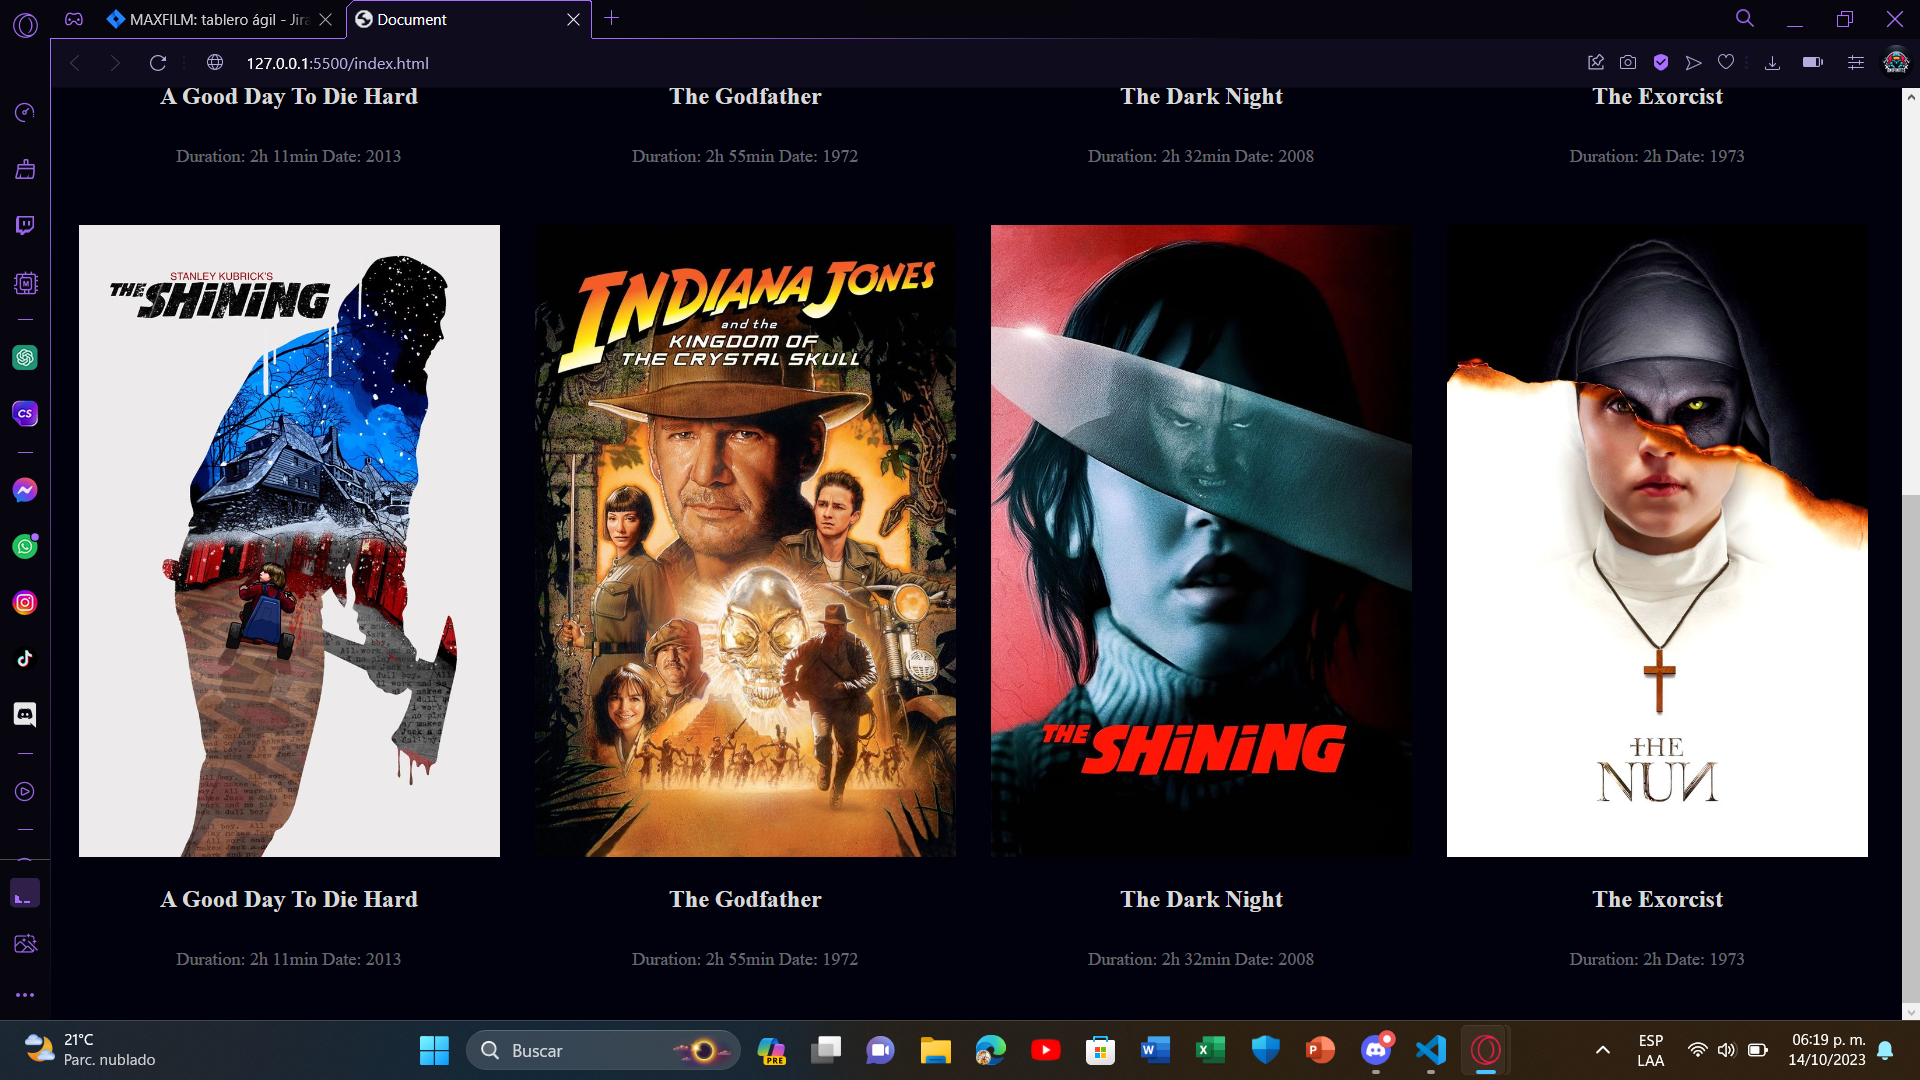 MAXFILM: tablero ágil - Jira
Document
127.0.0.1:5500/index.html
A Good Day To Die Hard
The Godfather
The Dark Night
The Exorcist
Duration: 2h 11min Date: 2013
Duration: 2h 55min Date: 1972
Duration: 2h 32min Date: 2008
Duration: 2h Date: 1973
STANLEY KUBRICK'S
THE SHiNiNG
INDIANA JONES
and the
KINGDOM OF
THE CRYSTAL SKULL
THE SHiNiNG
THE
NUN
A Good Day To Die Hard
The Godfather
The Dark Night
The Exorcist
Duration: 2h 11min Date: 2013
Duration: 2h 55min Date: 1972
Duration: 2h 32min Date: 2008
Duration: 2h Date: 1973
CS
21°C
Parc. nublado
Buscar
PRE
ESP
LAA
06:19 p. m.
14/10/2023